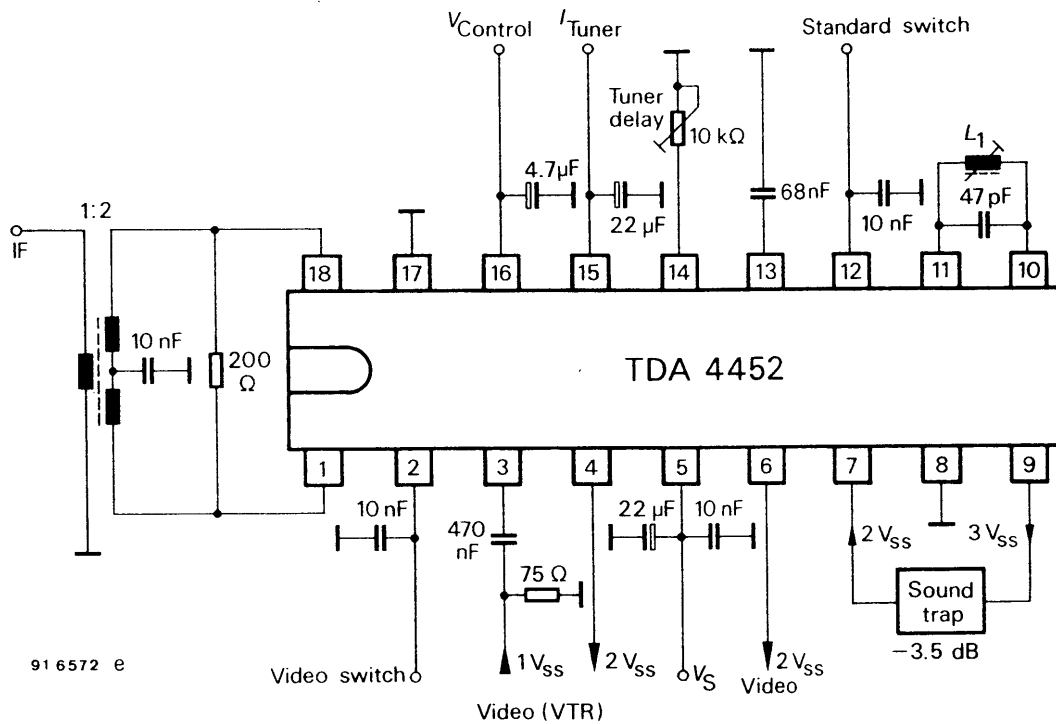 VControl
ITuner
Standard switch
Tuner
delay
10 kΩ
L1
4.7μF
22 μF
68nF
10 nF
47 pF
1:2
IF
18
17
16
15
14
13
12
11
10
10 nF
200
Ω
TDA 4452
1
2
3
4
5
6
7
8
9
10 nF
470
nF
22 μF
10 nF
2 VSS
3 VSS
75 Ω
Sound
trap
-3.5 dB
91 6572 e
Video switch
1 VSS
2 VSS
VS
2 VSS
Video
Video (VTR)